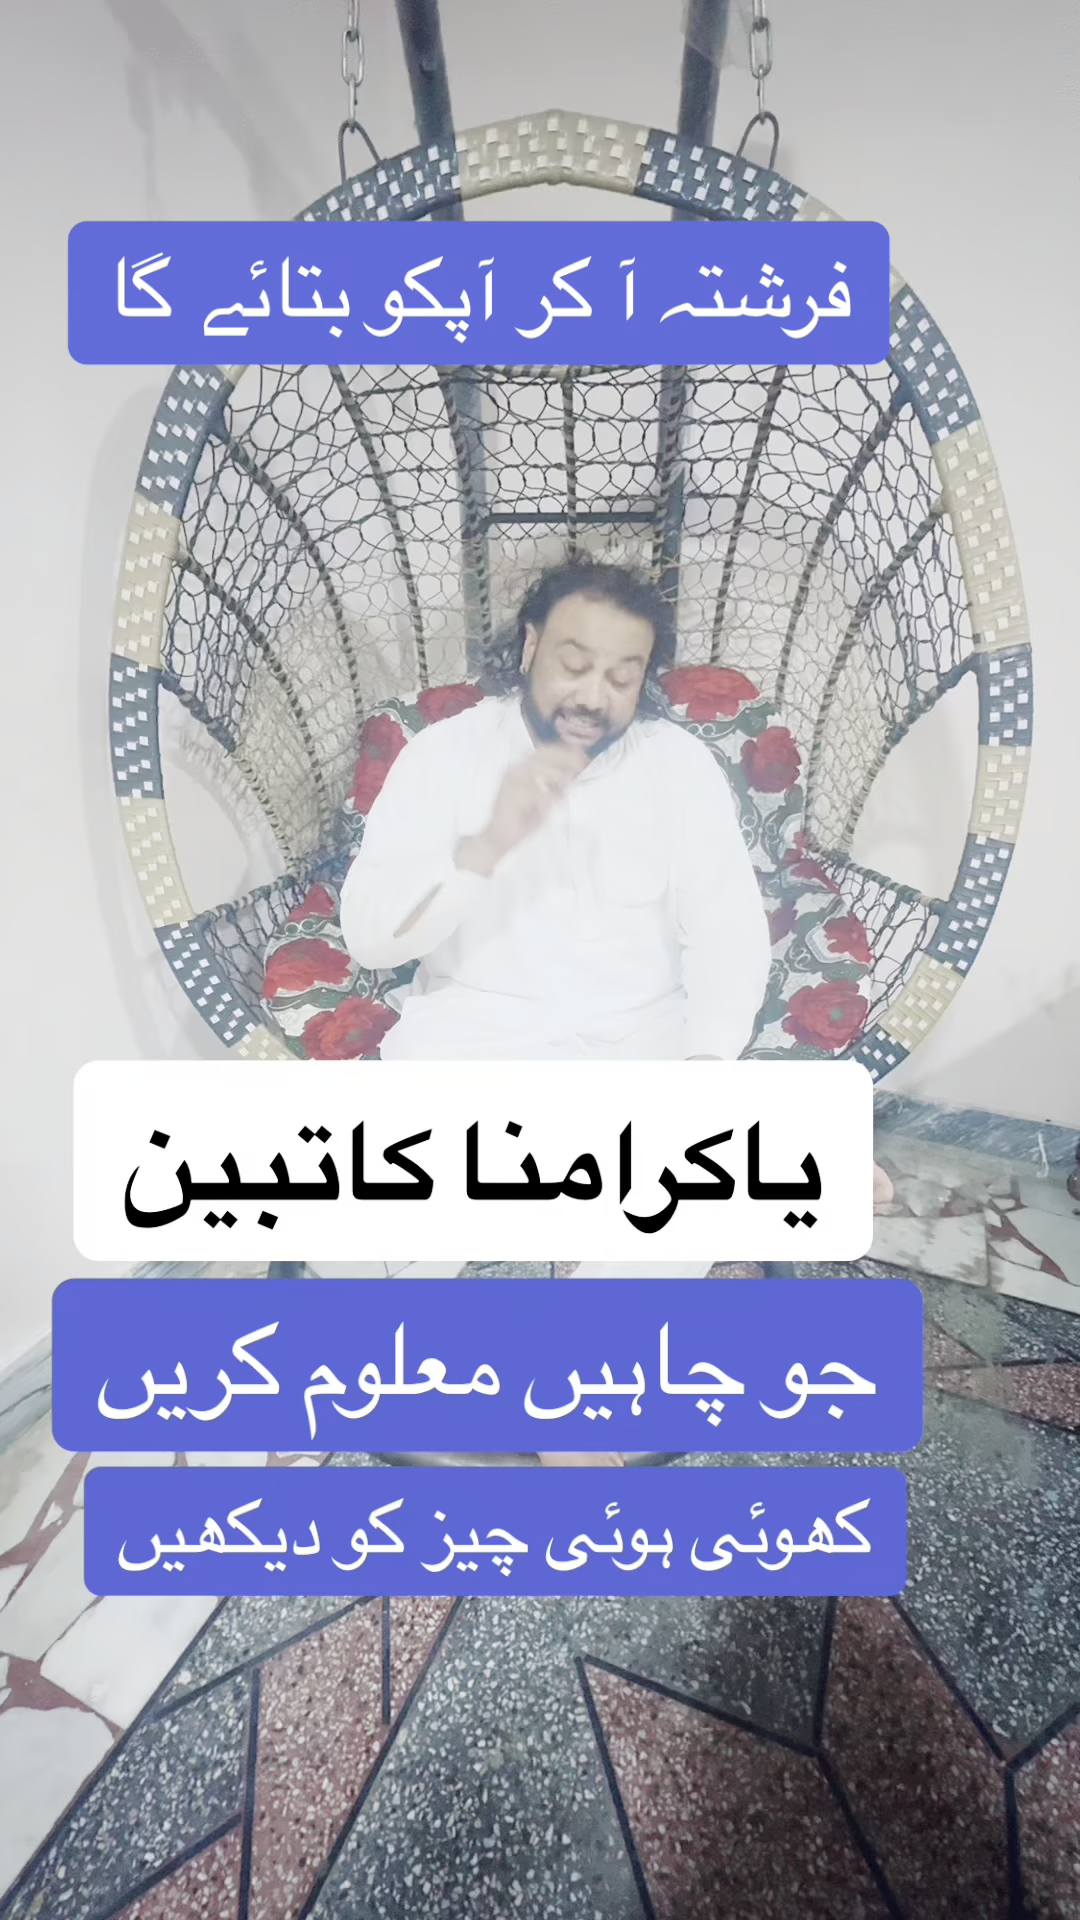 فرشتہ آ کر آپکو بتائے گا
یاکرامنا کاتبین
جو چاہیں معلوم کریں
کھوئی ہوئی چیز کو دیکھیں